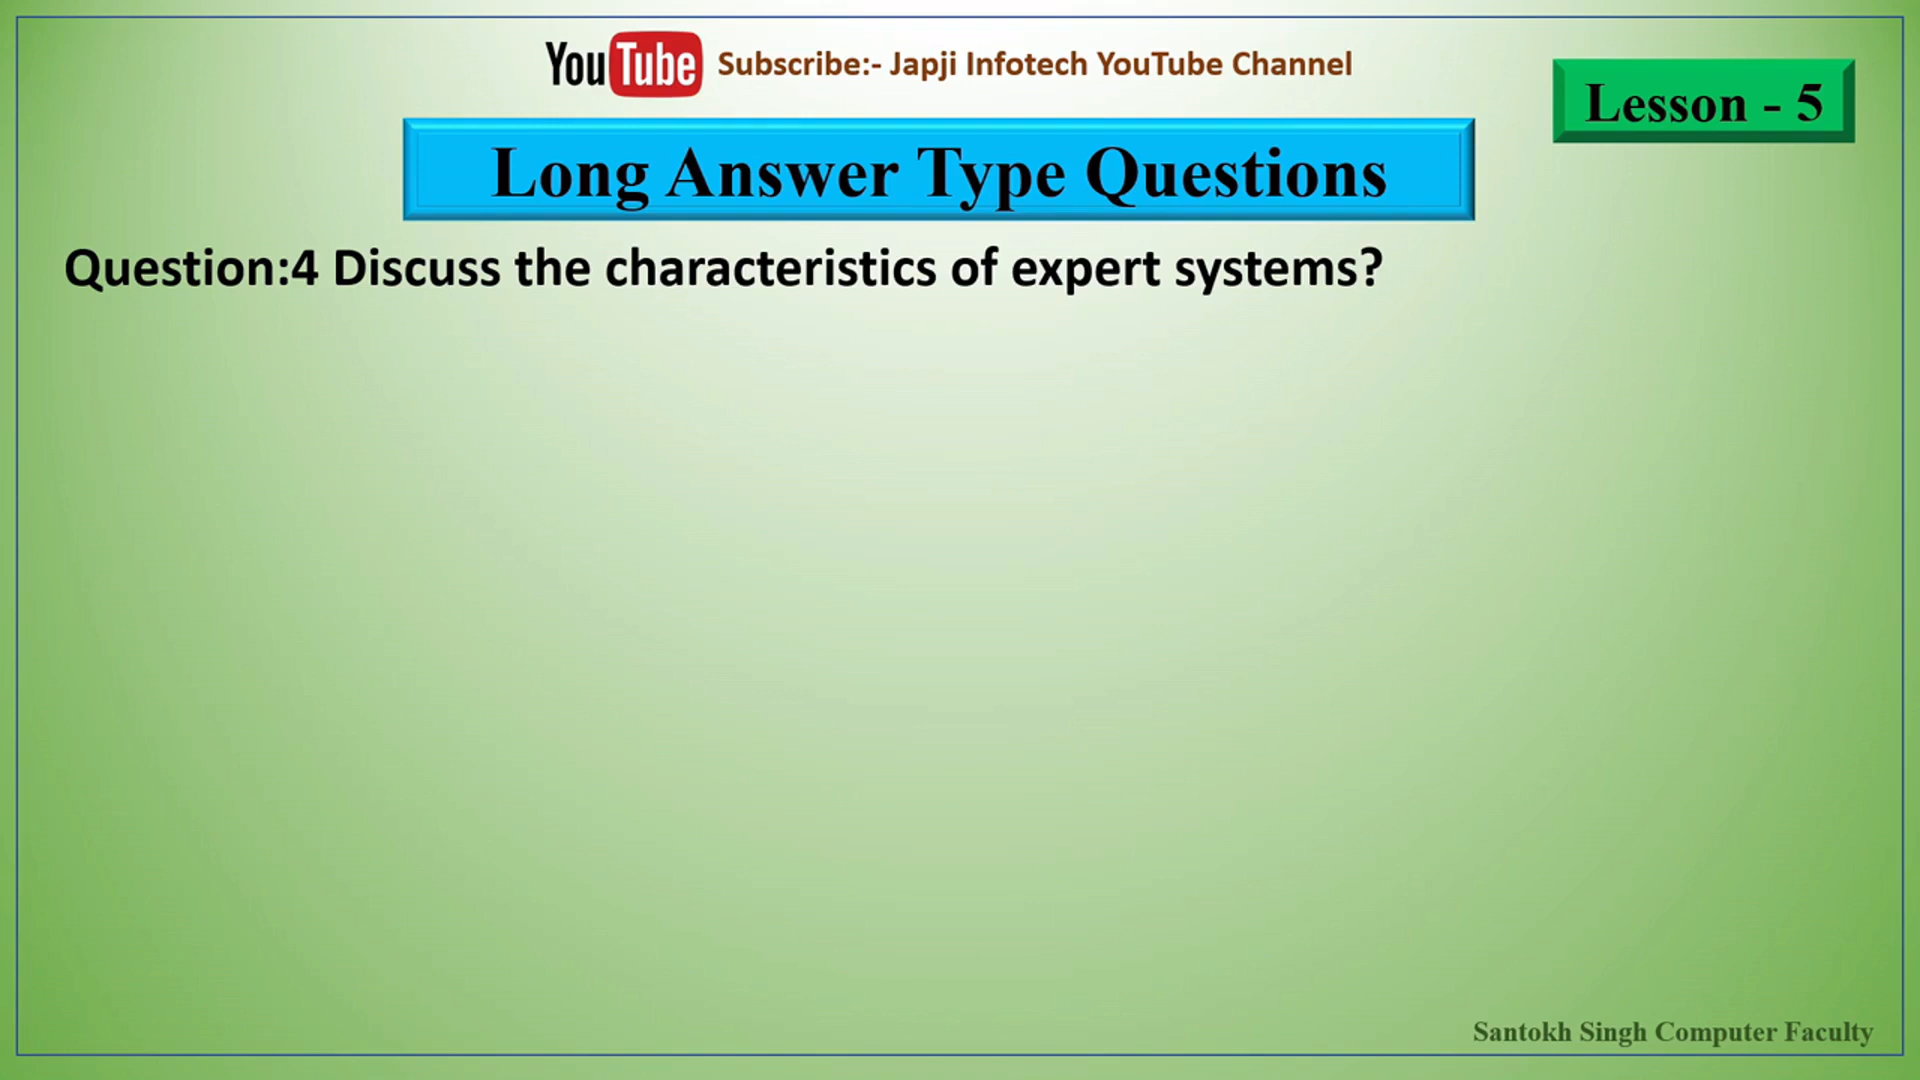 YouTube Subscribe:- Japji Infotech YouTube Channel
Lesson - 5
Long Answer Type Questions
Question:4 Discuss the characteristics of expert systems?
Santokh Singh Computer Faculty